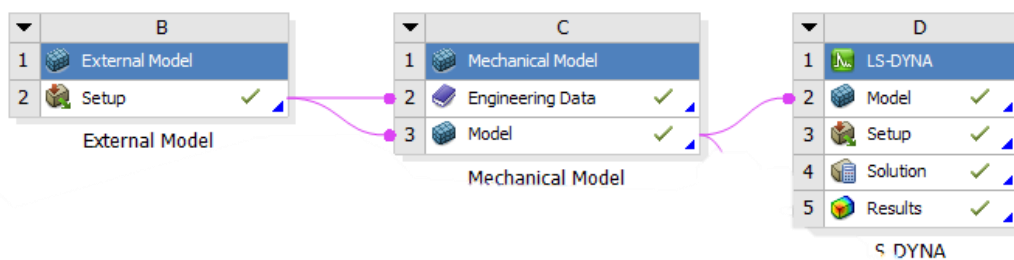 B
1 External Model
2 Setup
External Model
C
1 Mechanical Model
2 Engineering Data
3 Model
Mechanical Model
D
1 LS-DYNA
2 Model
3 Setup
4 Solution
5 Results
S DYNA